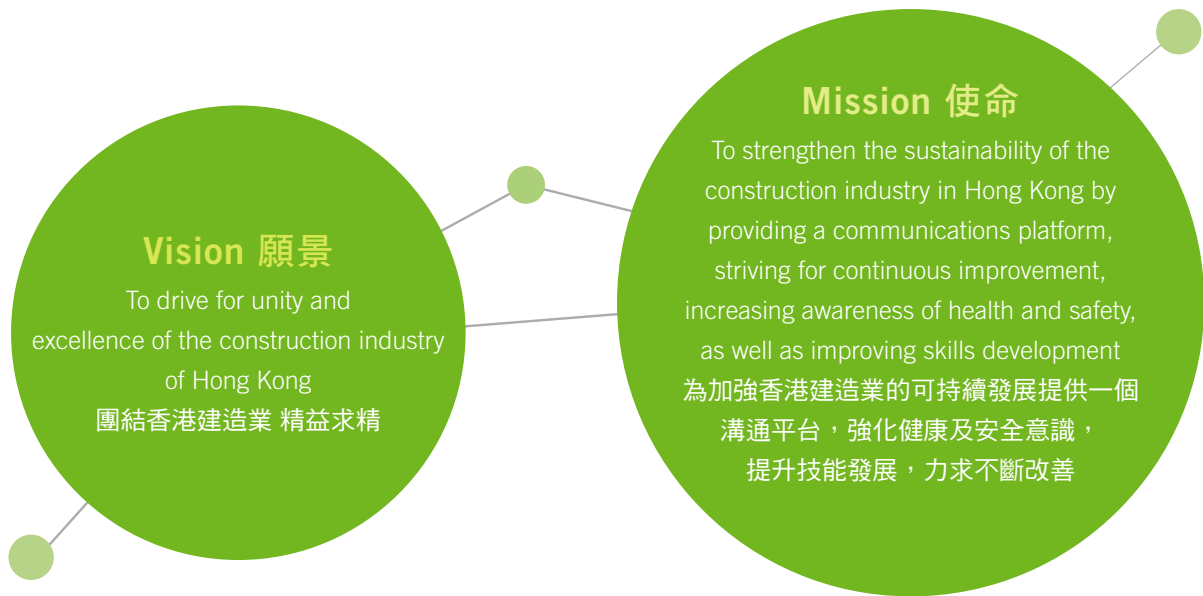 Vision 願景
To drive for unity and
excellence of the construction industry
of Hong Kong
團結香港建造業 精益求精
Mission 使命
To strengthen the sustainability of the
construction industry in Hong Kong by
providing a communications platform,
striving for continuous improvement,
increasing awareness of health and safety,
as well as improving skills development
為加強香港建造業的可持續發展提供一個
溝通平台，強化健康及安全意識，
提升技能發展，力求不斷改善